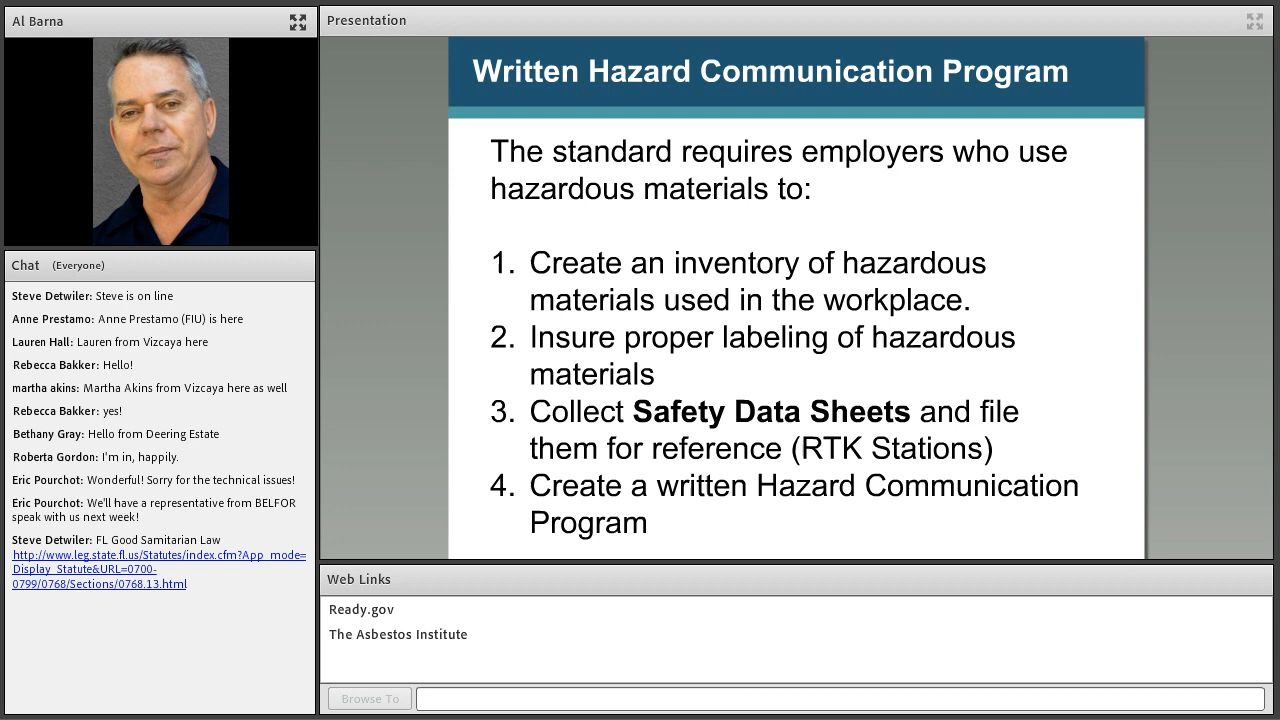 Al Barna
Presentation
Written Hazard Communication Program
The standard requires employers who use
hazardous materials to:
1. Create an inventory of hazardous
materials used in the workplace.
2. Insure proper labeling of hazardous
materials
3. Collect Safety Data Sheets and file
them for reference (RTK Stations)
4. Create a written Hazard Communication
Program
Chat (Everyone)
Steve Detwiler: Steve is on line
Anne Prestamo: Anne Prestamo (FIU) is here
Lauren Hall: Lauren from Vizcaya here
Rebecca Bakker: Hello!
martha akins: Martha Akins from Vizcaya here as well
Rebecca Bakker: yes!
Bethany Gray: Hello from Deering Estate
Roberta Gordon: I'm in, happily.
Eric Pourchot: Wonderful! Sorry for the technical issues!
Eric Pourchot: We'll have a representative from BELFOR
speak with us next week!
Steve Detwiler: FL Good Samitarian Law
http://www.leg.state.fl.us/Statutes/index.cfm?App_mode=
Display_Statute&URL=0700-
0799/0768/Sections/0768.13.html
Web Links
Ready.gov
The Asbestos Institute
Browse To